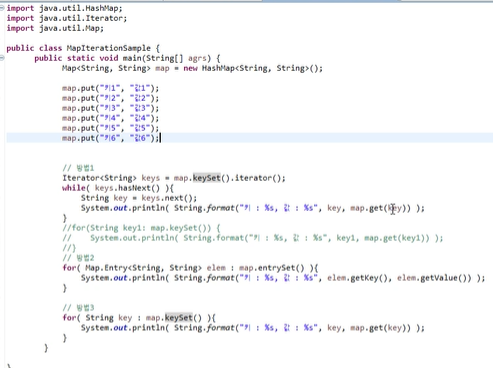 import java.util.HashMap;
import java.util.Iterator;
import java.util.Map;
public class MapIterationSample {
public static void main(String[] agrs) {
Map<String, String> map = new HashMap<String, String>();
map.put("키1", "값1");
map.put("키2", "값2");
map.put("키3", "값3");
map.put("키4", "값4");
map.put("키5", "값5");
map.put("키6", "값6");
// 방법1
Iterator<String> keys = map.keySet().iterator();
while( keys.hasNext() ){
String key = keys.next();
System.out.println( String.format("키 : %s, 값 : %s", key, map.get(key)) );
}
//for(String key1: map.keySet()) {
// System.out.println( String.format("키 : %s, 값 : %s", key1, map.get(key1)) );
//}
// 방법2
for( Map.Entry<String, String> elem : map.entrySet() ){
System.out.println( String.format("키 : %s, 값 : %s", elem.getKey(), elem.getValue()) );
}
// 방법3
for( String key : map.keySet() ){
System.out.println( String.format("키 : %s, 값 : %s", key, map.get(key)) );
}
}
}